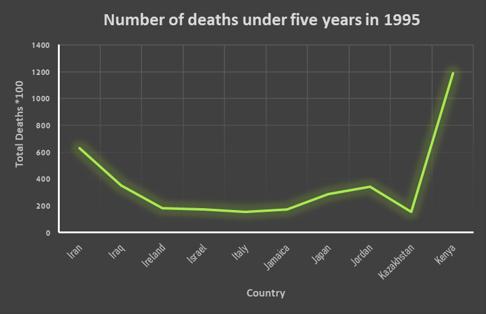 Number of deaths under five years in 1995
Total Deaths *100
1400
1200
1000
800
600
400
200
0
Iran
Iraq
Ireland
Israel
Italy
Jamaica
Japan
Jordan
Kazakhstan
Kenya
Country